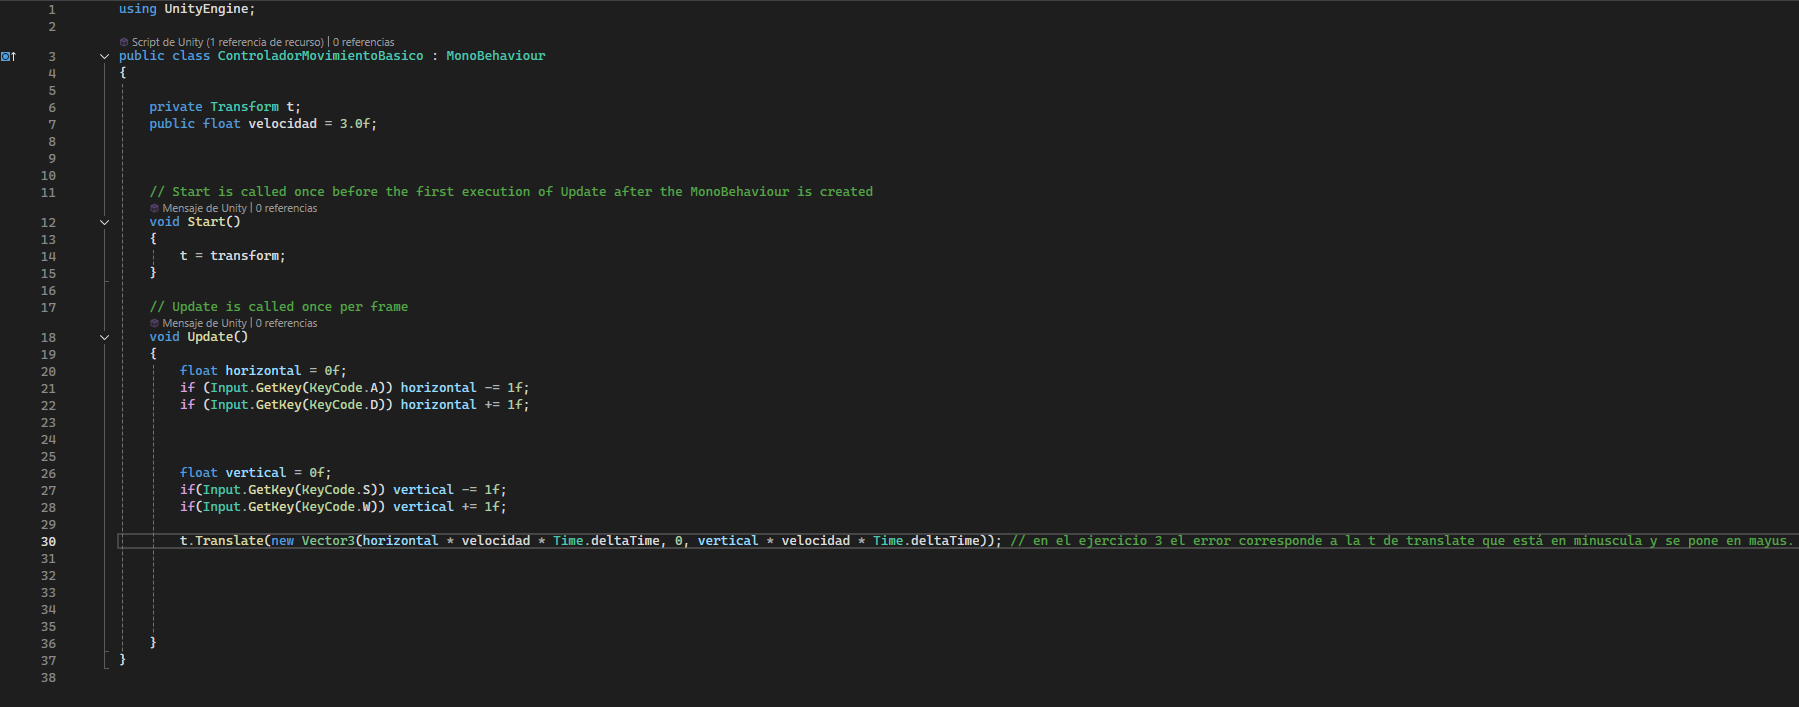 1 using UnityEngine;
2
Script de Unity (1 referencia de recurso) | 0 referencias
3 public class ControladorMovimientoBasico : MonoBehaviour
4 {
5
6 private Transform t;
7 public float velocidad = 3.0f;
8
9
10
11 // Start is called once before the first execution of Update after the MonoBehaviour is created
Mensaje de Unity | 0 referencias
12 void Start()
13 {
14 t = transform;
15 }
16
17 // Update is called once per frame
Mensaje de Unity | 0 referencias
18 void Update()
19 {
20 float horizontal = 0f;
21 if (Input.GetKey(KeyCode.A)) horizontal -= 1f;
22 if (Input.GetKey(KeyCode.D)) horizontal += 1f;
23
24
25
26 float vertical = 0f;
27 if(Input.GetKey(KeyCode.S)) vertical -= 1f;
28 if(Input.GetKey(KeyCode.W)) vertical += 1f;
29
30 t.Translate(new Vector3(horizontal * velocidad * Time.deltaTime, 0, vertical * velocidad * Time.deltaTime)); // en el ejercicio 3 el error corresponde a la t de translate que está en minuscula y se pone en mayus.
31
32
33
34
35
36 }
37 }
38